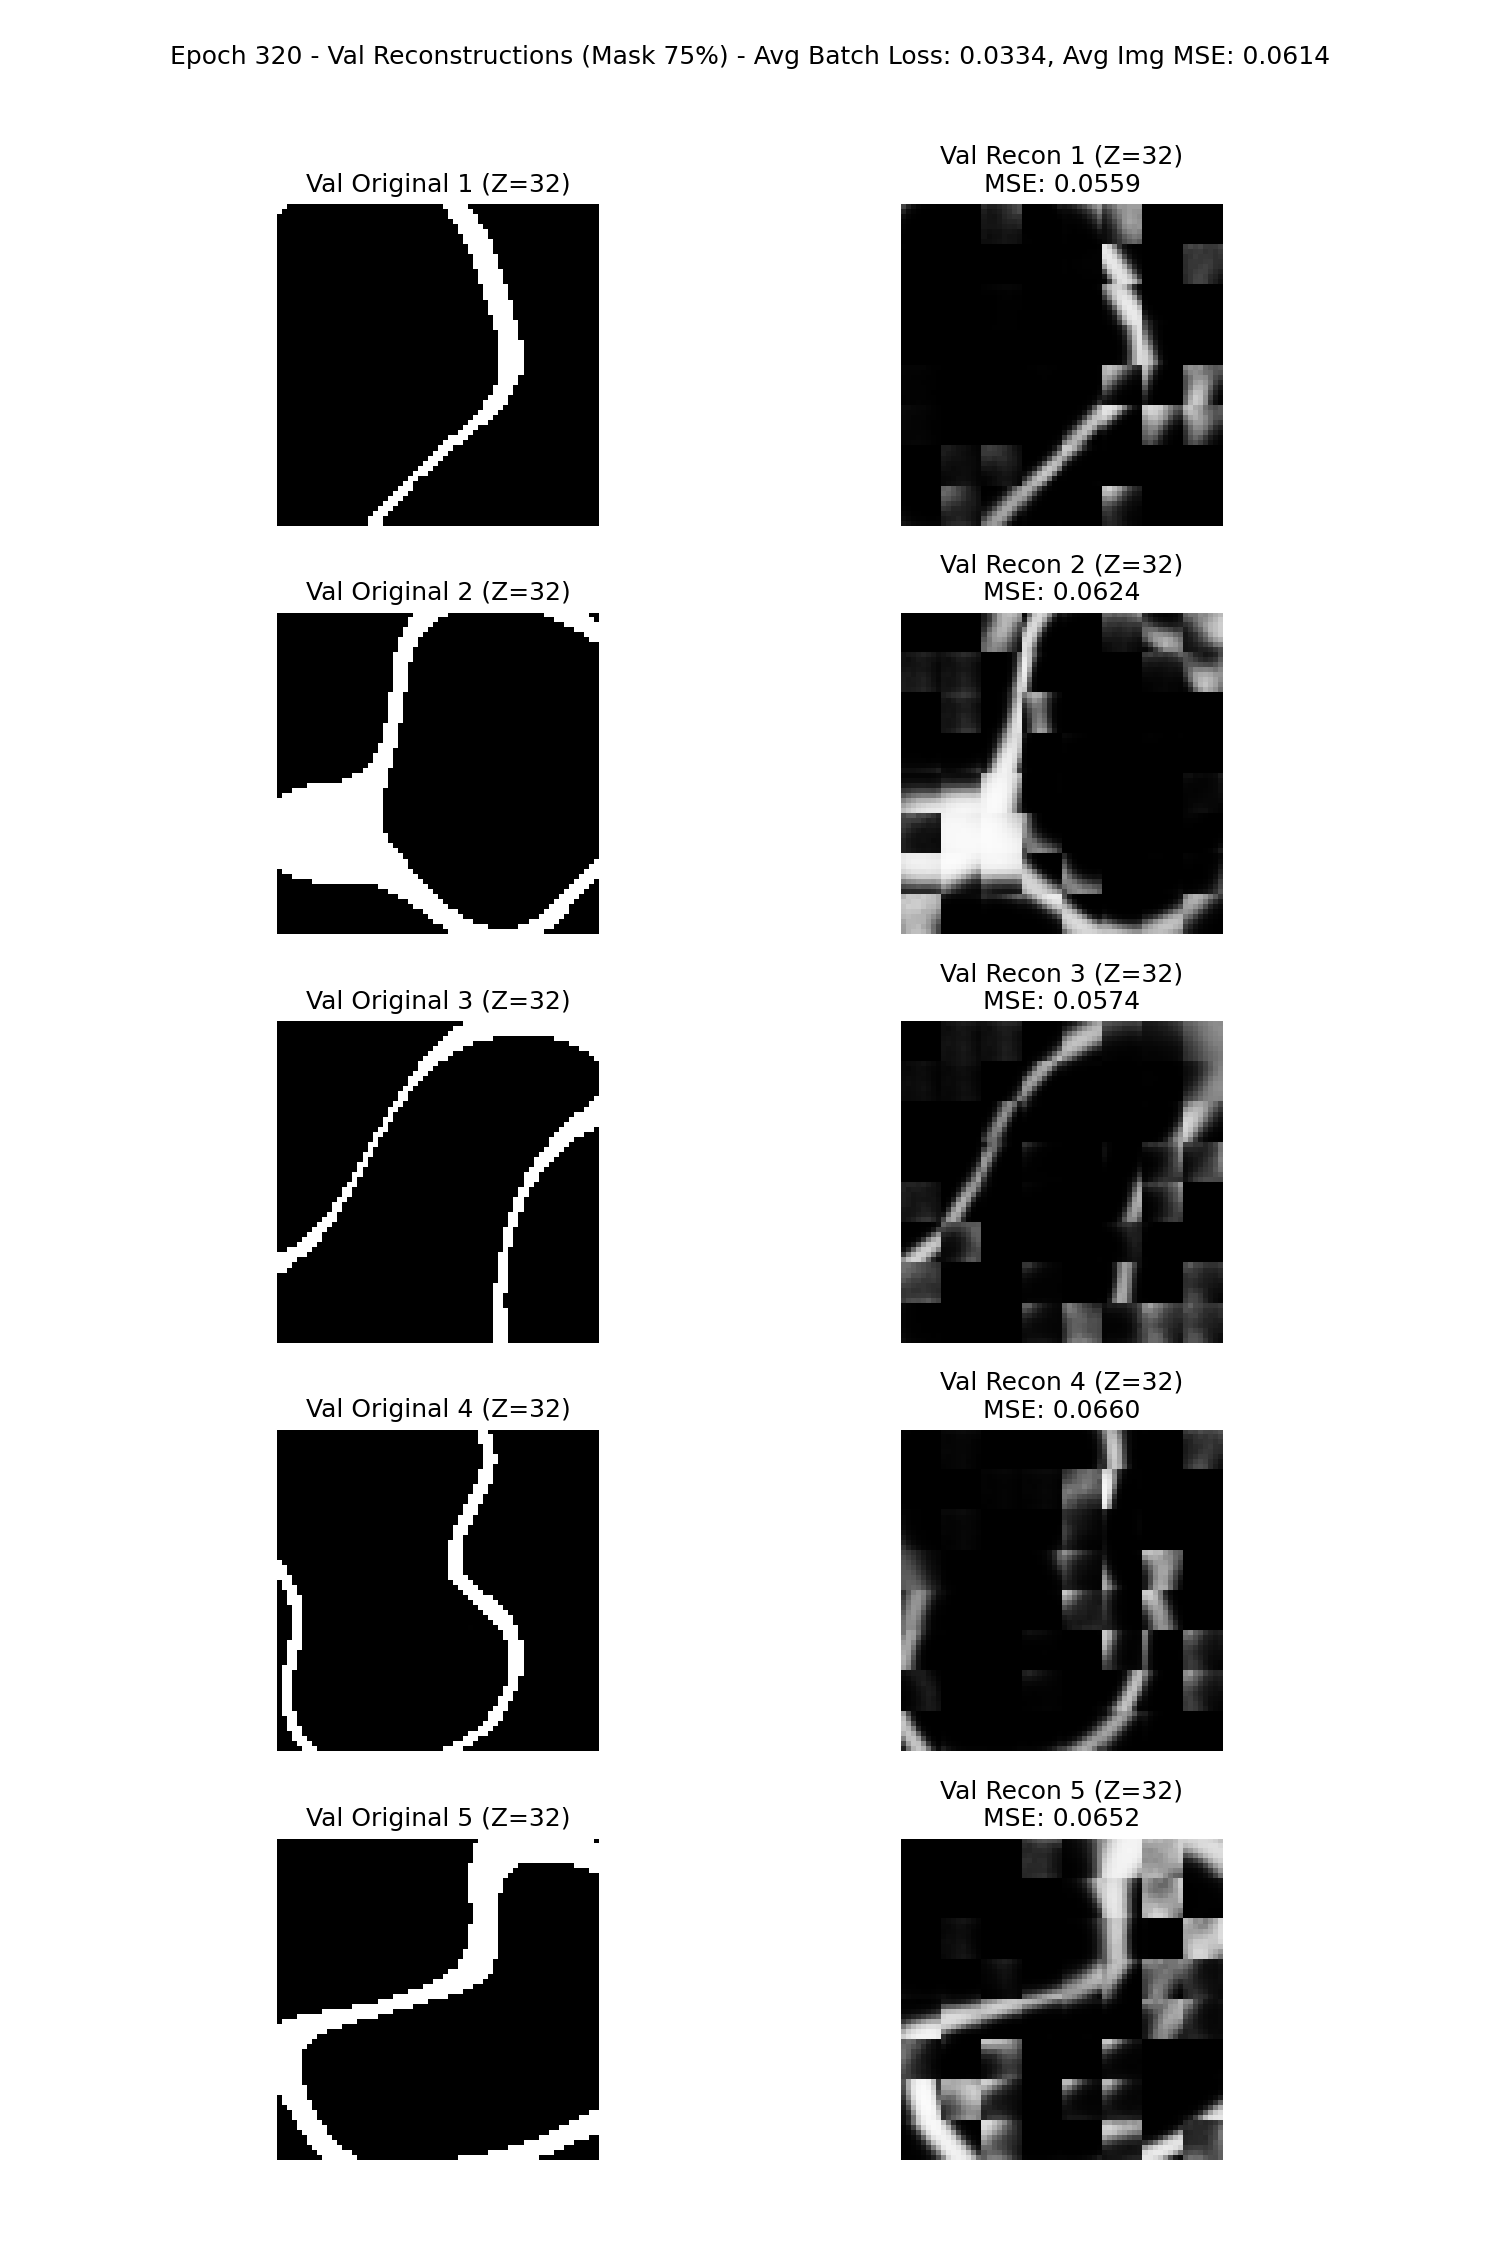 Epoch 320 - Val Reconstructions (Mask 75%) - Avg Batch Loss: 0.0334, Avg Img MSE: 0.0614
Val Original 1 (Z=32)
Val Recon 1 (Z=32)
MSE: 0.0559
Val Original 2 (Z=32)
Val Recon 2 (Z=32)
MSE: 0.0624
Val Original 3 (Z=32)
Val Recon 3 (Z=32)
MSE: 0.0574
Val Original 4 (Z=32)
Val Recon 4 (Z=32)
MSE: 0.0660
Val Original 5 (Z=32)
Val Recon 5 (Z=32)
MSE: 0.0652